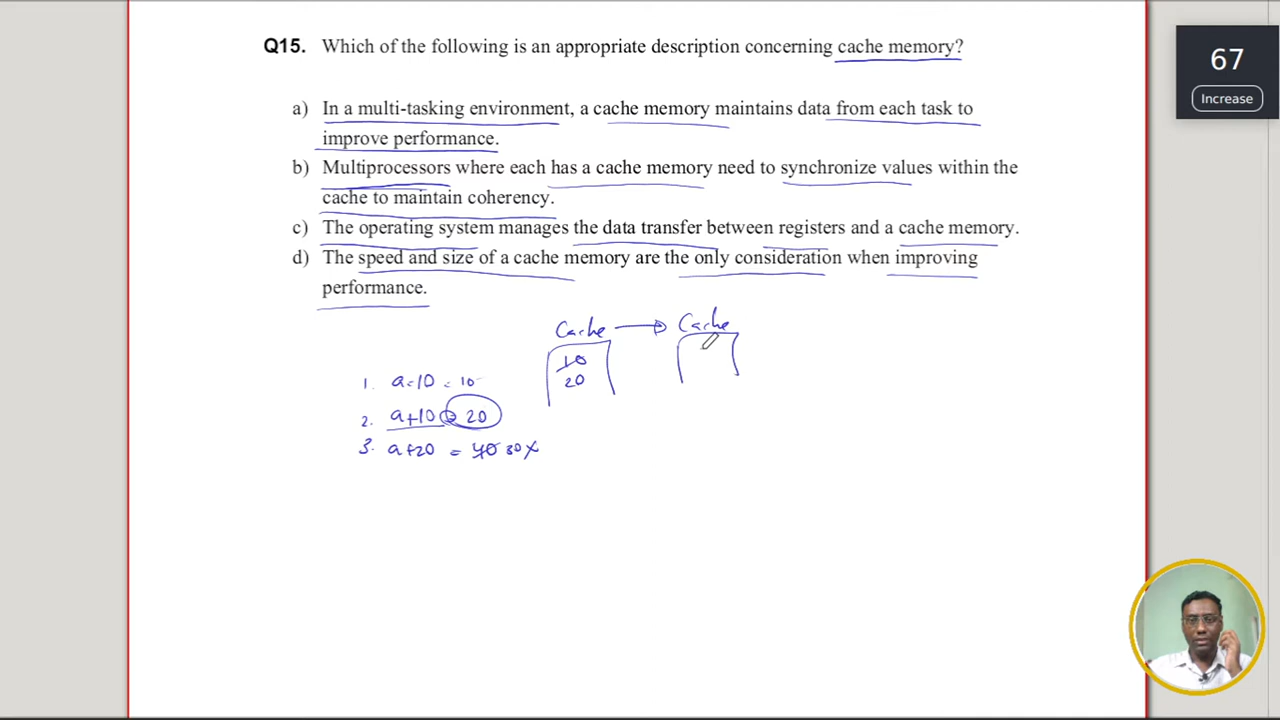 Q15. Which of the following is an appropriate description concerning cache memory?
a) In a multi-tasking environment, a cache memory maintains data from each task to
improve performance.
b) Multiprocessors where each has a cache memory need to synchronize values within the
cache to maintain coherency.
c) The operating system manages the data transfer between registers and a cache memory.
d) The speed and size of a cache memory are the only consideration when improving
performance.
67
Increase
Cache → Cache
10
20
1. a=10 = 10
2. a+10 = 20
3. a+20 = 40 30 x